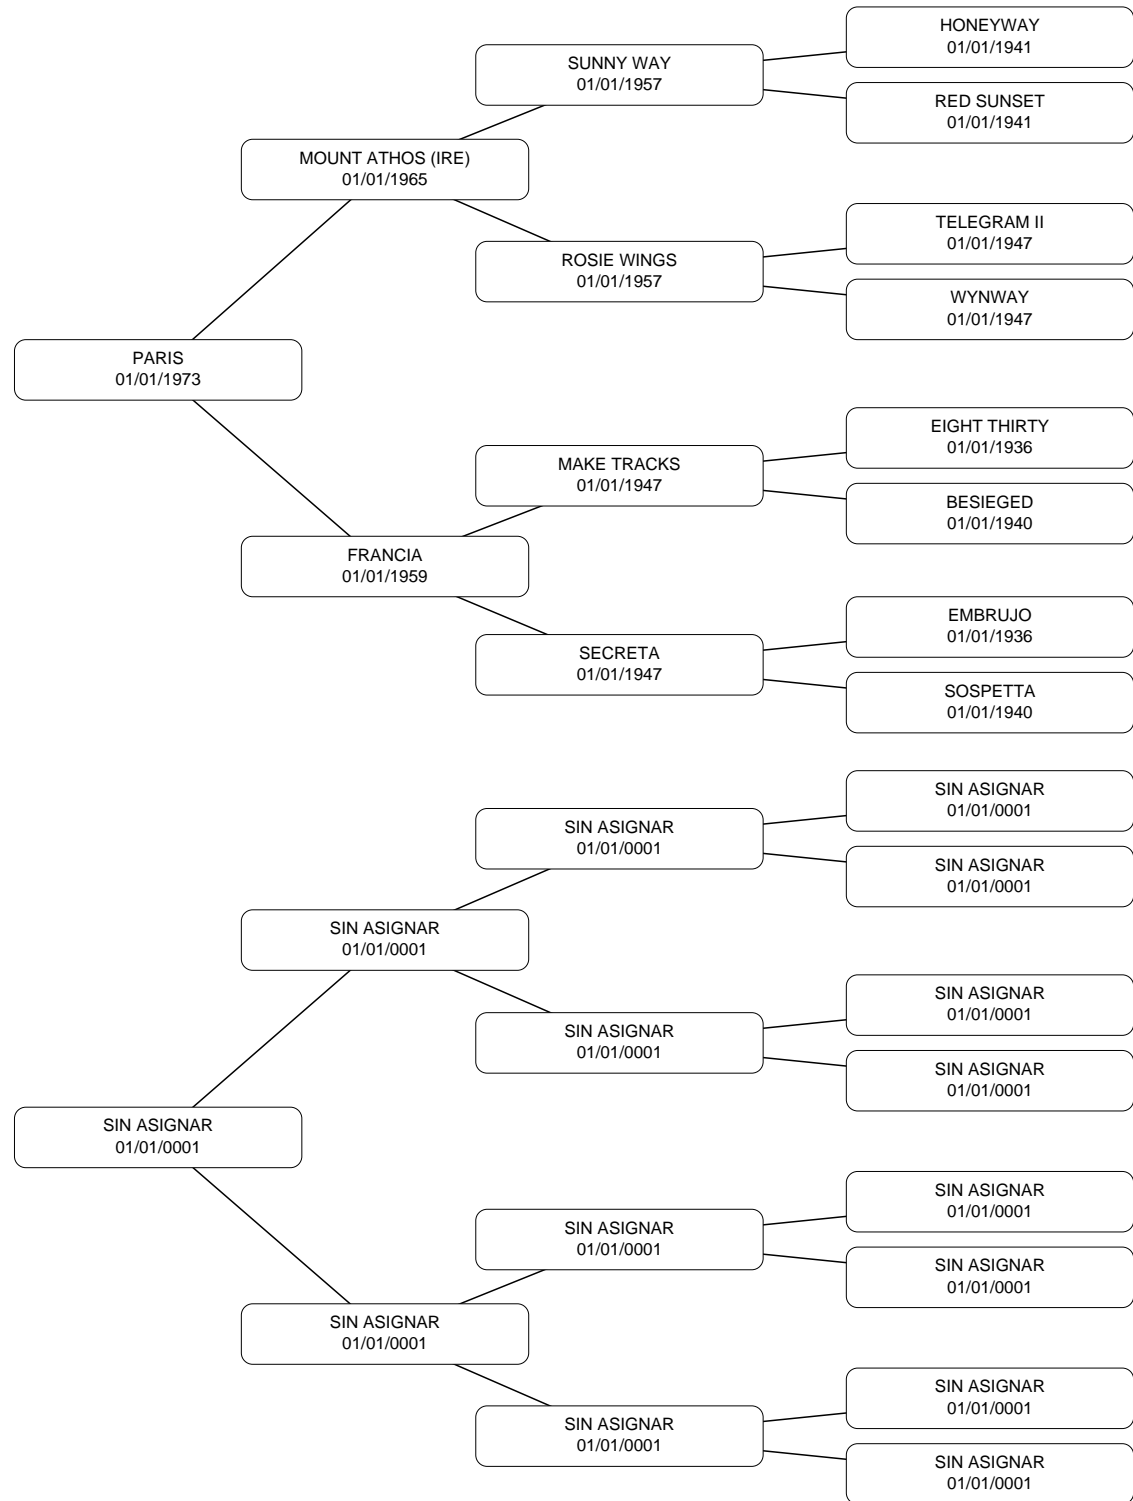 HONEYWAY
01/01/1941
SUNNY WAY
01/01/1957
RED SUNSET
01/01/1941
MOUNT ATHOS (IRE)
01/01/1965
TELEGRAM II
01/01/1947
ROSIE WINGS
01/01/1957
WYNWAY
01/01/1947
PARIS
01/01/1973
EIGHT THIRTY
01/01/1936
MAKE TRACKS
01/01/1947
BESIEGED
01/01/1940
FRANCIA
01/01/1959
EMBRUJO
01/01/1936
SECRETA
01/01/1947
SOSPETTA
01/01/1940
SIN ASIGNAR
01/01/0001
SIN ASIGNAR
01/01/0001
SIN ASIGNAR
01/01/0001
SIN ASIGNAR
01/01/0001
SIN ASIGNAR
01/01/0001
SIN ASIGNAR
01/01/0001
SIN ASIGNAR
01/01/0001
SIN ASIGNAR
01/01/0001
SIN ASIGNAR
01/01/0001
SIN ASIGNAR
01/01/0001
SIN ASIGNAR
01/01/0001
SIN ASIGNAR
01/01/0001
SIN ASIGNAR
01/01/0001
SIN ASIGNAR
01/01/0001
SIN ASIGNAR
01/01/0001